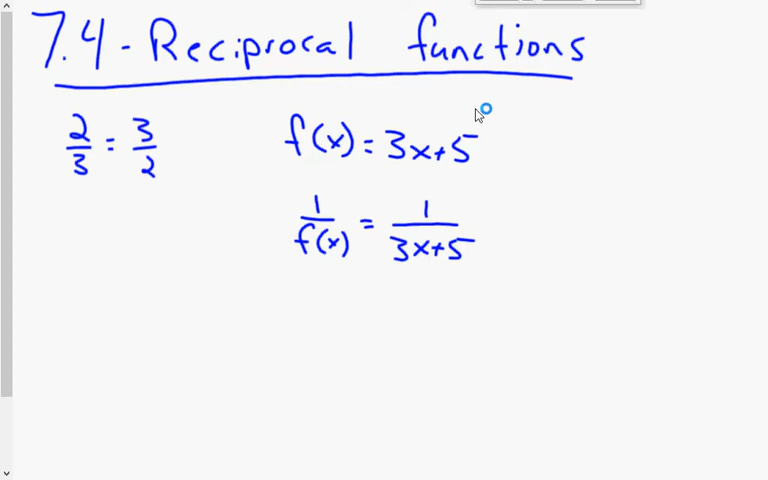 7.4 - Reciprocal functions
2/3 = 3/2
f(x) = 3x+5
1/f(x) = 1/3x+5